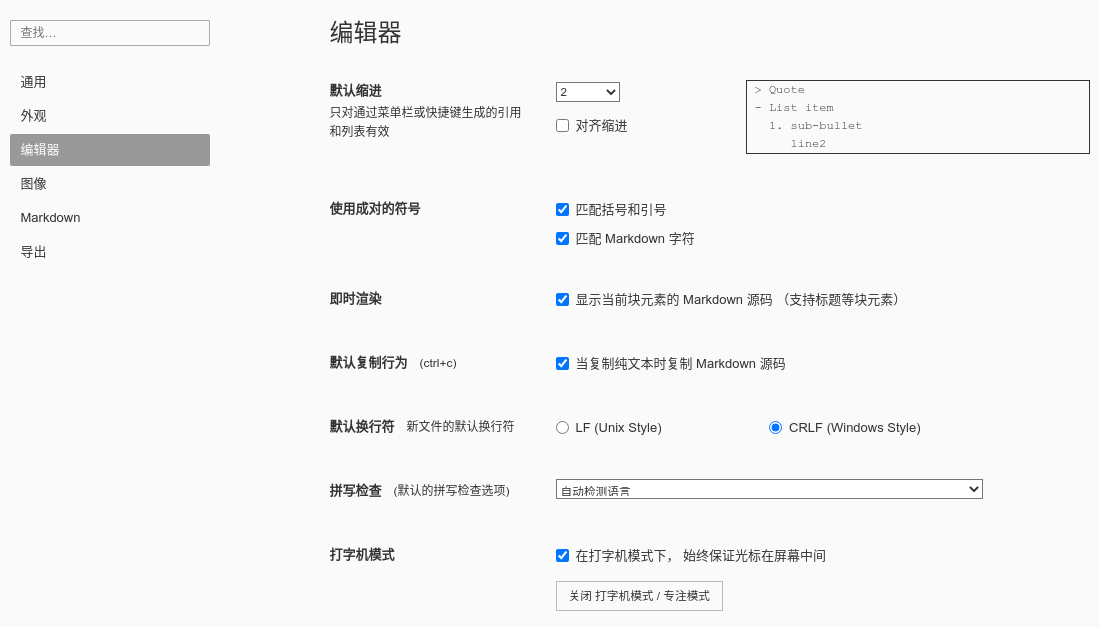 查找…
通用
外观
编辑器
图像
Markdown
导出
编辑器
默认缩进
只对通过菜单栏或快捷键生成的引用
和列表有效
2
对齐缩进
> Quote
- List item
1. sub-bullet
line2
使用成对的符号
匹配括号和引号
匹配 Markdown 字符
即时渲染
显示当前块元素的 Markdown 源码 （支持标题等块元素）
默认复制行为 (ctrl+c)
当复制纯文本时复制 Markdown 源码
默认换行符 新文件的默认换行符
LF (Unix Style)
CRLF (Windows Style)
拼写检查 (默认的拼写检查选项)
自动检测语言
打字机模式
在打字机模式下， 始终保证光标在屏幕中间
关闭 打字机模式 / 专注模式